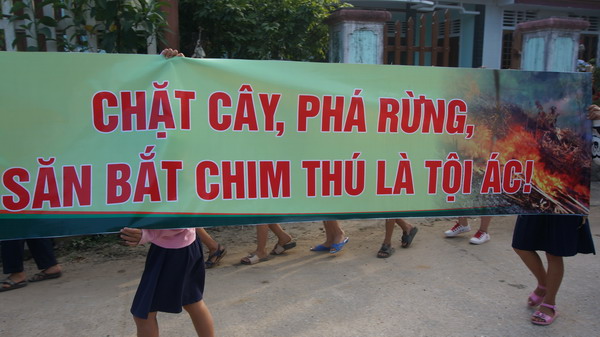 CHẶT CÂY, PHÁ RỪNG,
SĂN BẮT CHIM THÚ LÀ TỘI ÁC!